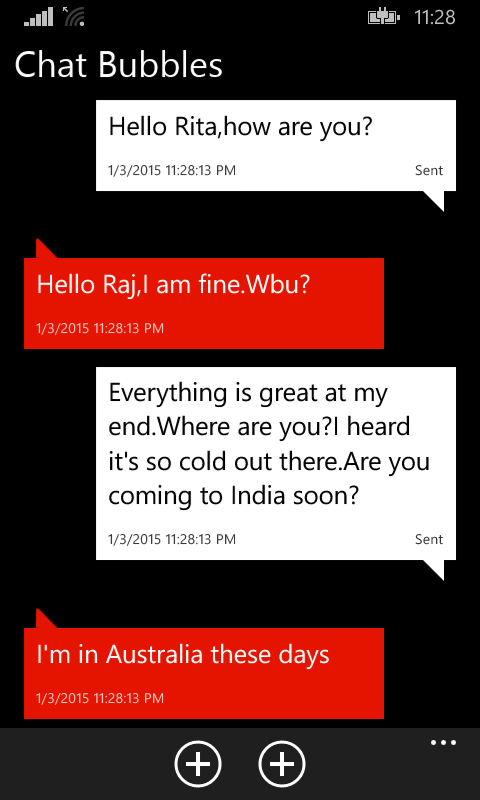 11:28
Chat Bubbles
Hello Rita,how are you?
1/3/2015 11:28:13 PM Sent
Hello Raj,I am fine.Wbu?
1/3/2015 11:28:13 PM
Everything is great at my
end.Where are you?I heard
it's so cold out there.Are you
coming to India soon?
1/3/2015 11:28:13 PM Sent
I'm in Australia these days
1/3/2015 11:28:13 PM